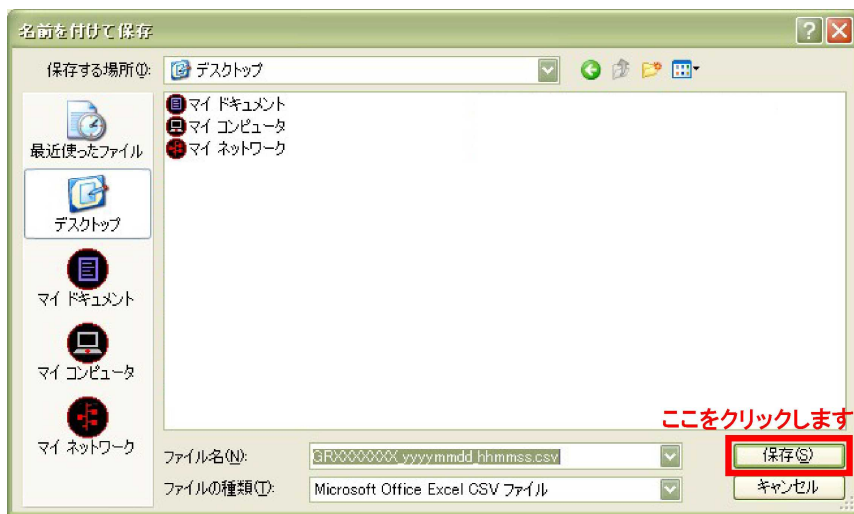 名前を付けて保存
保存する場所(I): デスクトップ
マイ ドキュメント
マイ コンピュータ
マイ ネットワーク
最近使ったファイル
デスクトップ
マイ ドキュメント
マイ コンピュータ
マイ ネットワーク
ここをクリックします
ファイル名(N): GRXXXXXXX_yyyymmdd_hhmmss.csv 保存(S)
ファイルの種類(T): Microsoft Office Excel CSV ファイル キャンセル